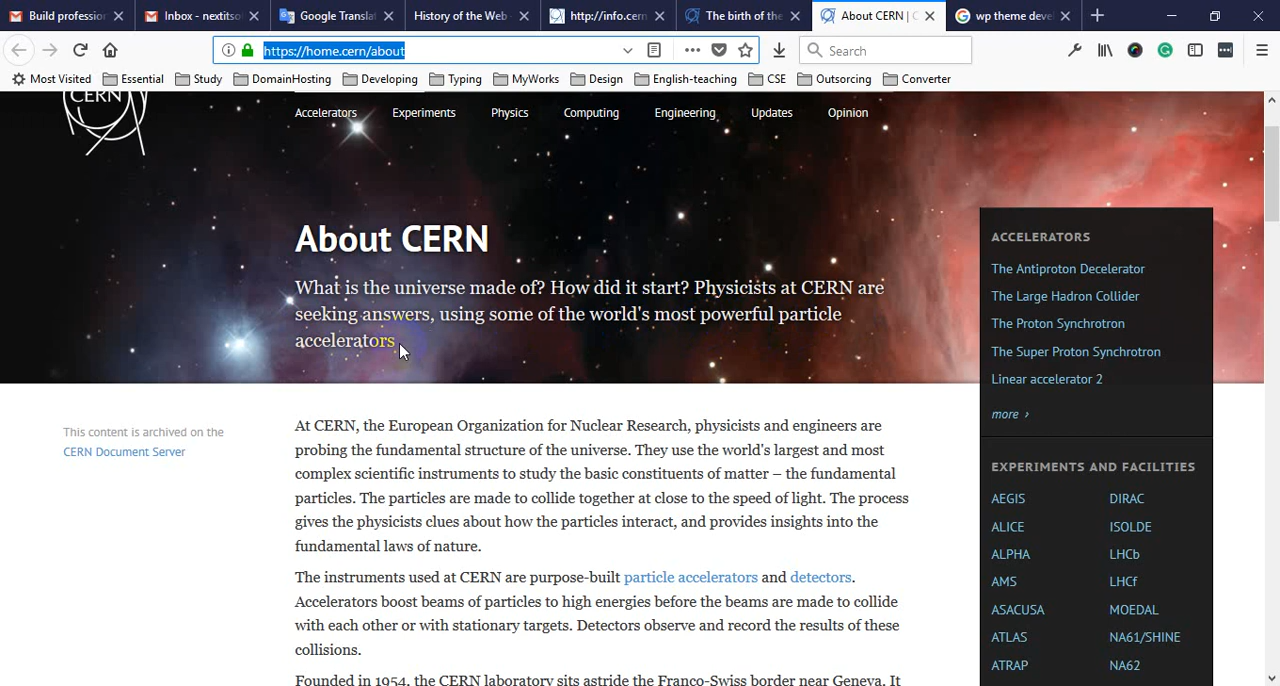 Build profession
Inbox - nextitsof
Google Translat
History of the Web
http://info.cern
The birth of the
About CERN | C
wp theme deve
https://home.cern/about
Search
Most Visited
Essential
Study
DomainHosting
Developing
Typing
MyWorks
Design
English-teaching
CSE
Outsorcing
Converter
CERN
Accelerators
Experiments
Physics
Computing
Engineering
Updates
Opinion
About CERN
What is the universe made of? How did it start? Physicists at CERN are
seeking answers, using some of the world's most powerful particle
accelerators
ACCELERATORS
The Antiproton Decelerator
The Large Hadron Collider
The Proton Synchrotron
The Super Proton Synchrotron
Linear accelerator 2
more ›
This content is archived on the
CERN Document Server
At CERN, the European Organization for Nuclear Research, physicists and engineers are
probing the fundamental structure of the universe. They use the world's largest and most
complex scientific instruments to study the basic constituents of matter – the fundamental
particles. The particles are made to collide together at close to the speed of light. The process
gives the physicists clues about how the particles interact, and provides insights into the
fundamental laws of nature.
The instruments used at CERN are purpose-built particle accelerators and detectors.
Accelerators boost beams of particles to high energies before the beams are made to collide
with each other or with stationary targets. Detectors observe and record the results of these
collisions.
Founded in 1954, the CERN laboratory sits astride the Franco-Swiss border near Geneva. It
EXPERIMENTS AND FACILITIES
AEGIS DIRAC
ALICE ISOLDE
ALPHA LHCb
AMS LHCf
ASACUSA MOEDAL
ATLAS NA61/SHINE
ATRAP NA62